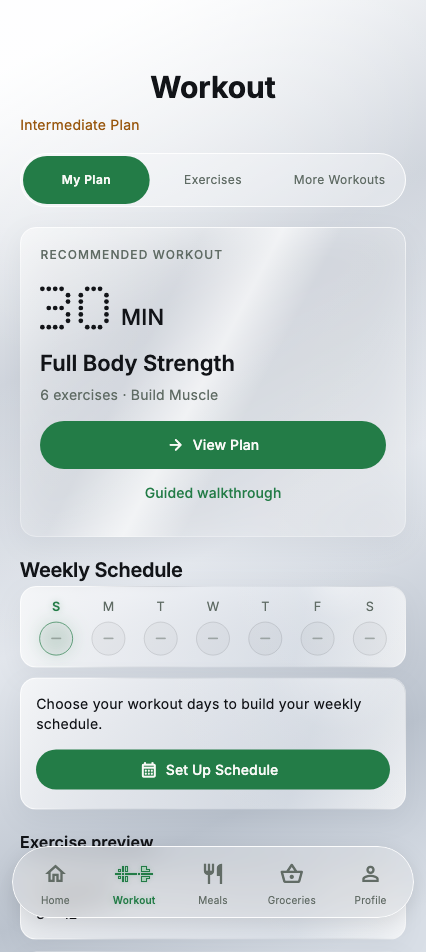 Workout
Intermediate Plan
My Plan
Exercises
More Workouts
RECOMMENDED WORKOUT
30 MIN
Full Body Strength
6 exercises · Build Muscle
View Plan
Guided walkthrough
Weekly Schedule
S M T W T F S
Choose your workout days to build your weekly
schedule.
Set Up Schedule
Exercise preview
Home
Workout
Meals
Groceries
Profile